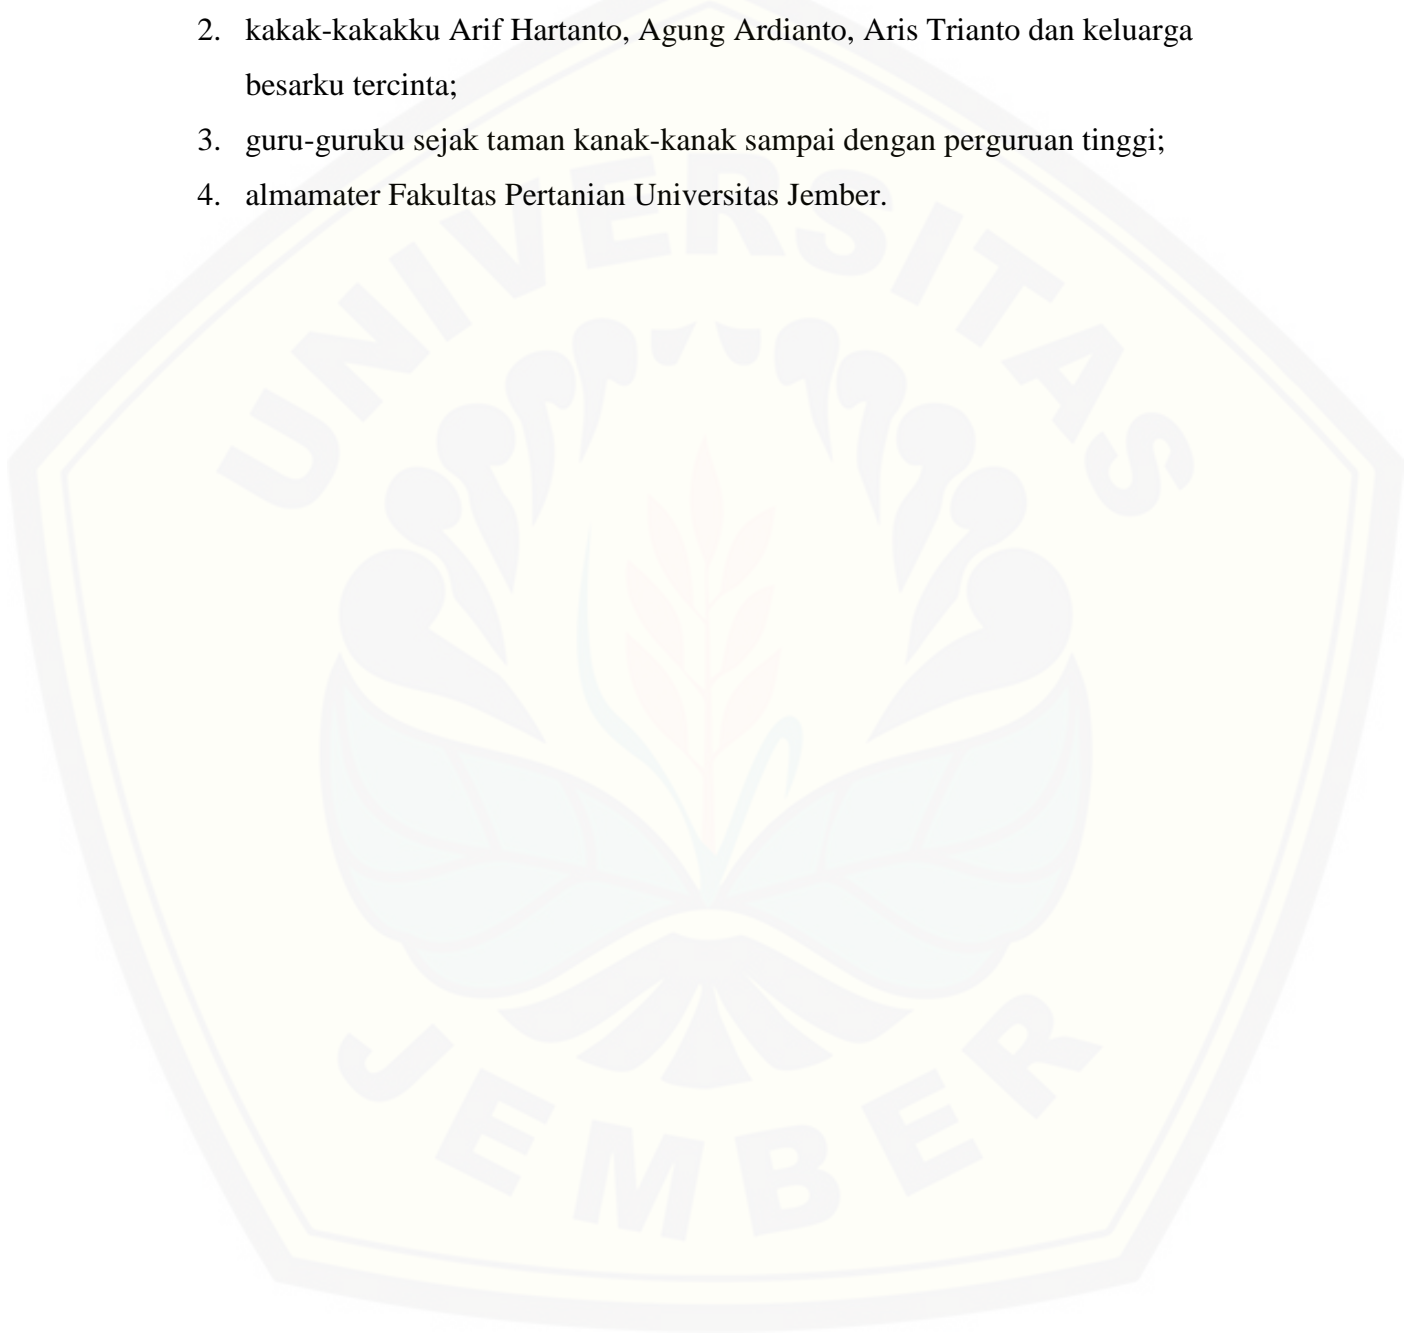 2. kakak-kakakku Arif Hartanto, Agung Ardianto, Aris Trianto dan keluarga
besarku tercinta;
3. guru-guruku sejak taman kanak-kanak sampai dengan perguruan tinggi;
4. almamater Fakultas Pertanian Universitas Jember.
UNIVERSITAS
JEMBER